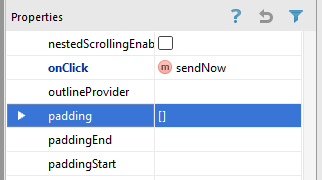 Properties
?
nestedScrollingEnab
onClick m sendNow
outlineProvider
padding []
paddingEnd
paddingStart